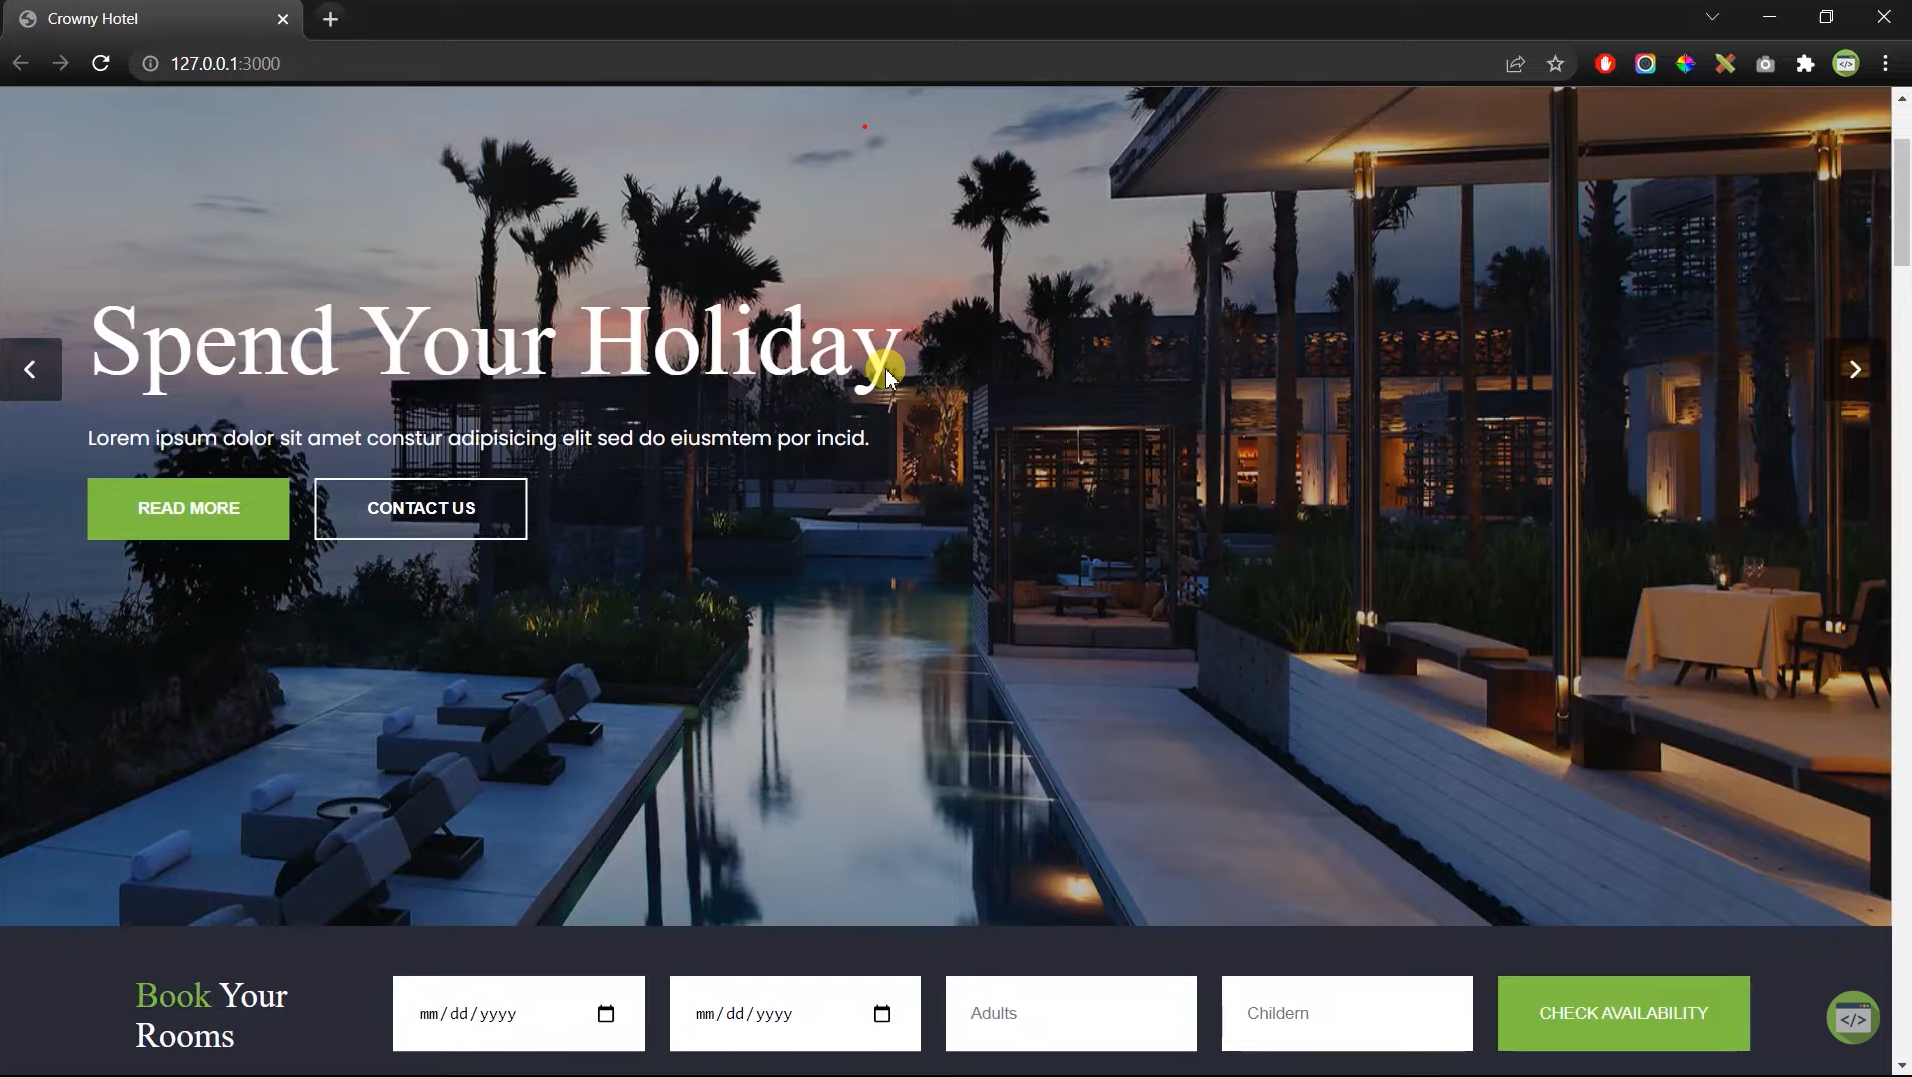 Crowny Hotel
127.0.0.1:3000
Spend Your Holiday
Lorem ipsum dolor sit amet constur adipisicing elit sed do eiusmtem por incid.
READ MORE
CONTACT US
Book Your
Rooms
mm/dd/yyyy
mm/dd/yyyy
Adults
Childern
CHECK AVAILABILITY